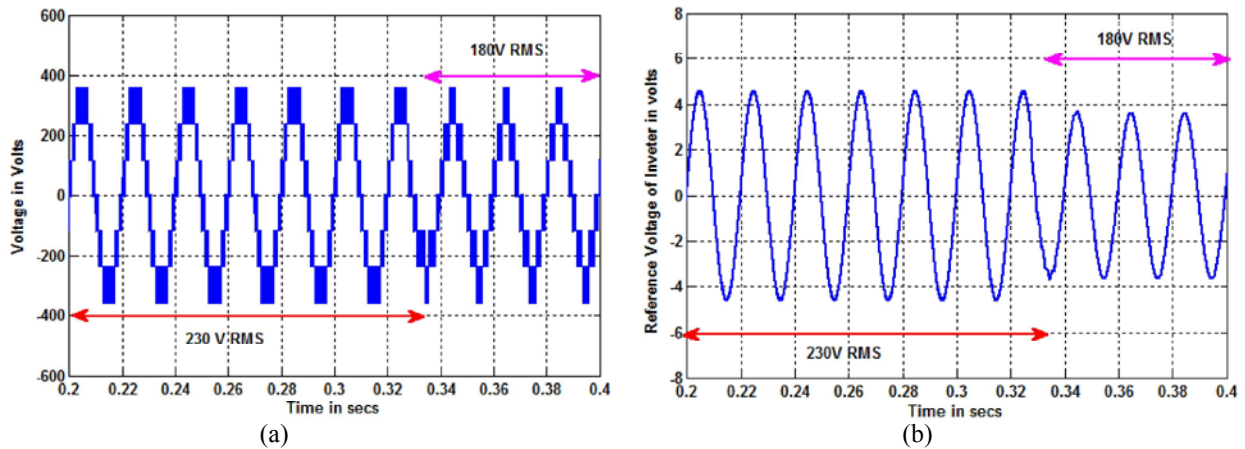 600
400
200
0
-200
-400
-600
Voltage in Volts
180V RMS
230 V RMS
0.2 0.22 0.24 0.26 0.28 0.3 0.32 0.34 0.36 0.38 0.4
Time in secs
(a)
8
6
4
2
0
-2
-4
-6
-8
Reference Voltage of Inveter in volts
180V RMS
230V RMS
0.2 0.22 0.24 0.26 0.28 0.3 0.32 0.34 0.36 0.38 0.4
Time in secs
(b)